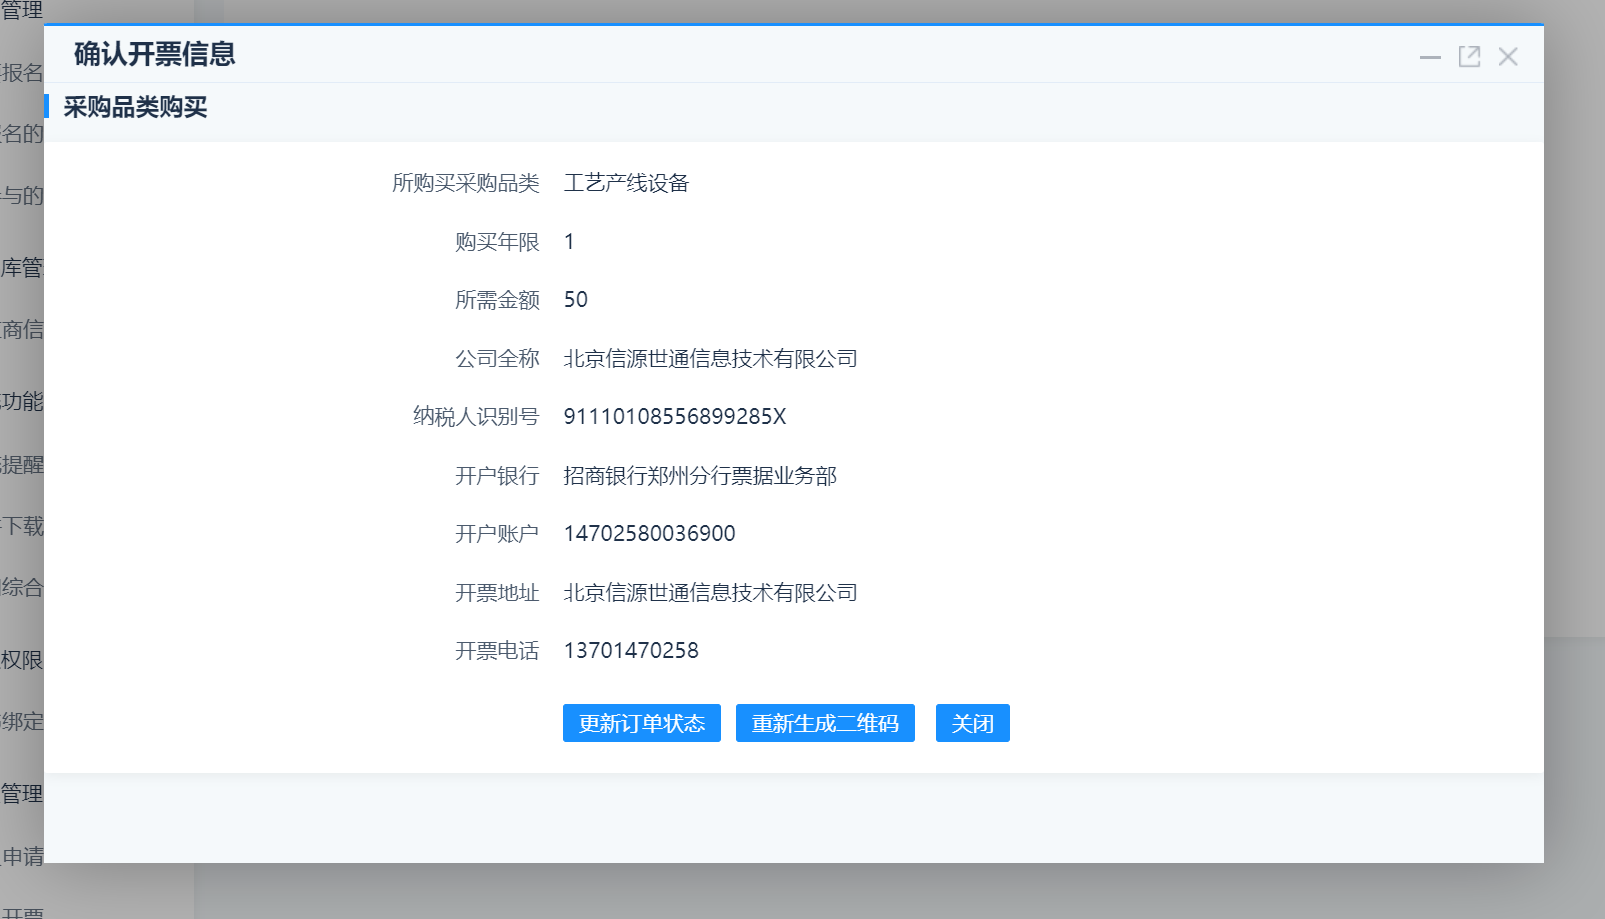 管理
确认开票信息
报名
采购品类购买
名的
所购买采购品类 工艺产线设备
与的
购买年限 1
库管
所需金额 50
商信
公司全称 北京信源世通信息技术有限公司
功能
纳税人识别号 91110108556899285X
提醒
开户银行 招商银行郑州分行票据业务部
下载
开户账户 14702580036900
综合
开票地址 北京信源世通信息技术有限公司
权限
开票电话 13701470258
绑定
更新订单状态 重新生成二维码 关闭
管理
申请
开票